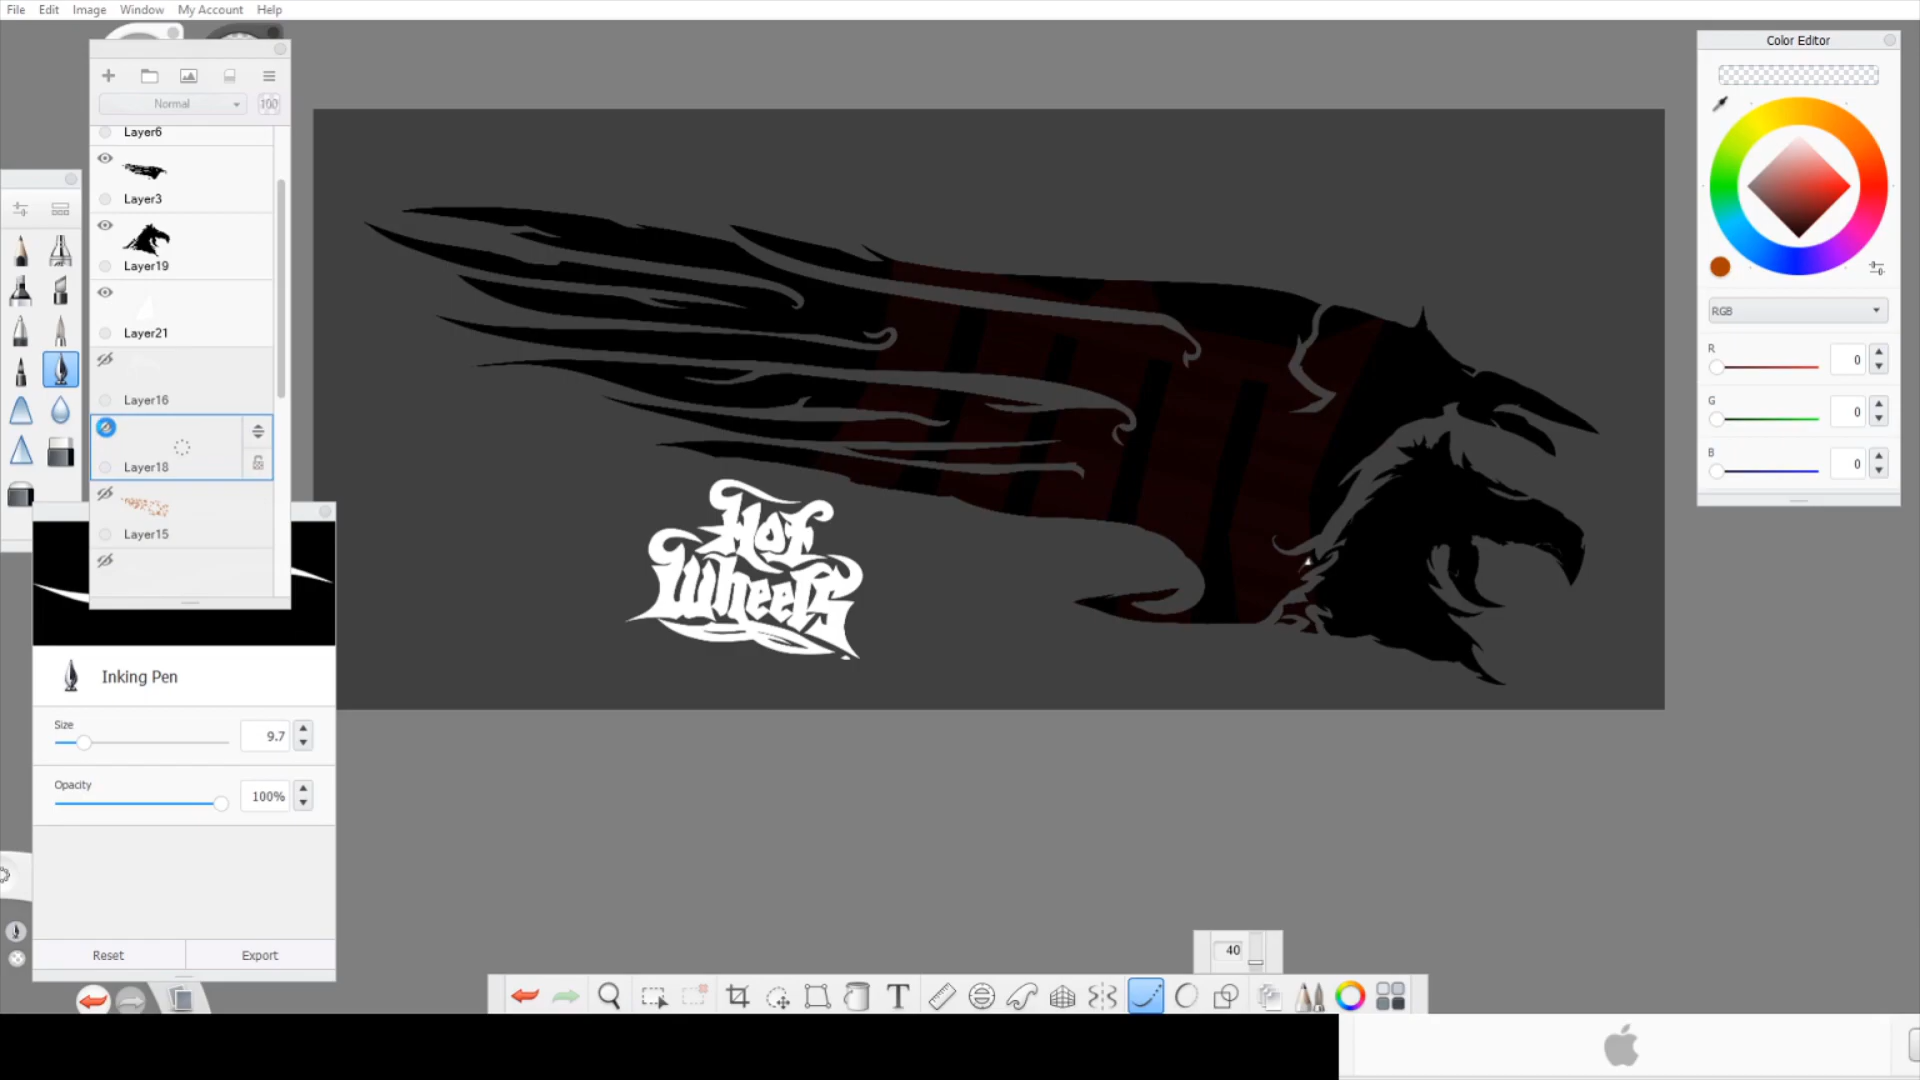 File Edit Image Window My Account Help
Color Editor
Normal 100
Layer6
Layer3
Layer19
Layer21
Layer16
Layer18
Layer15
RGB
R 0
G 0
B 0
Hot
Wheels
Inking Pen
Size
9.7
Opacity
100%
Reset Export
40
T